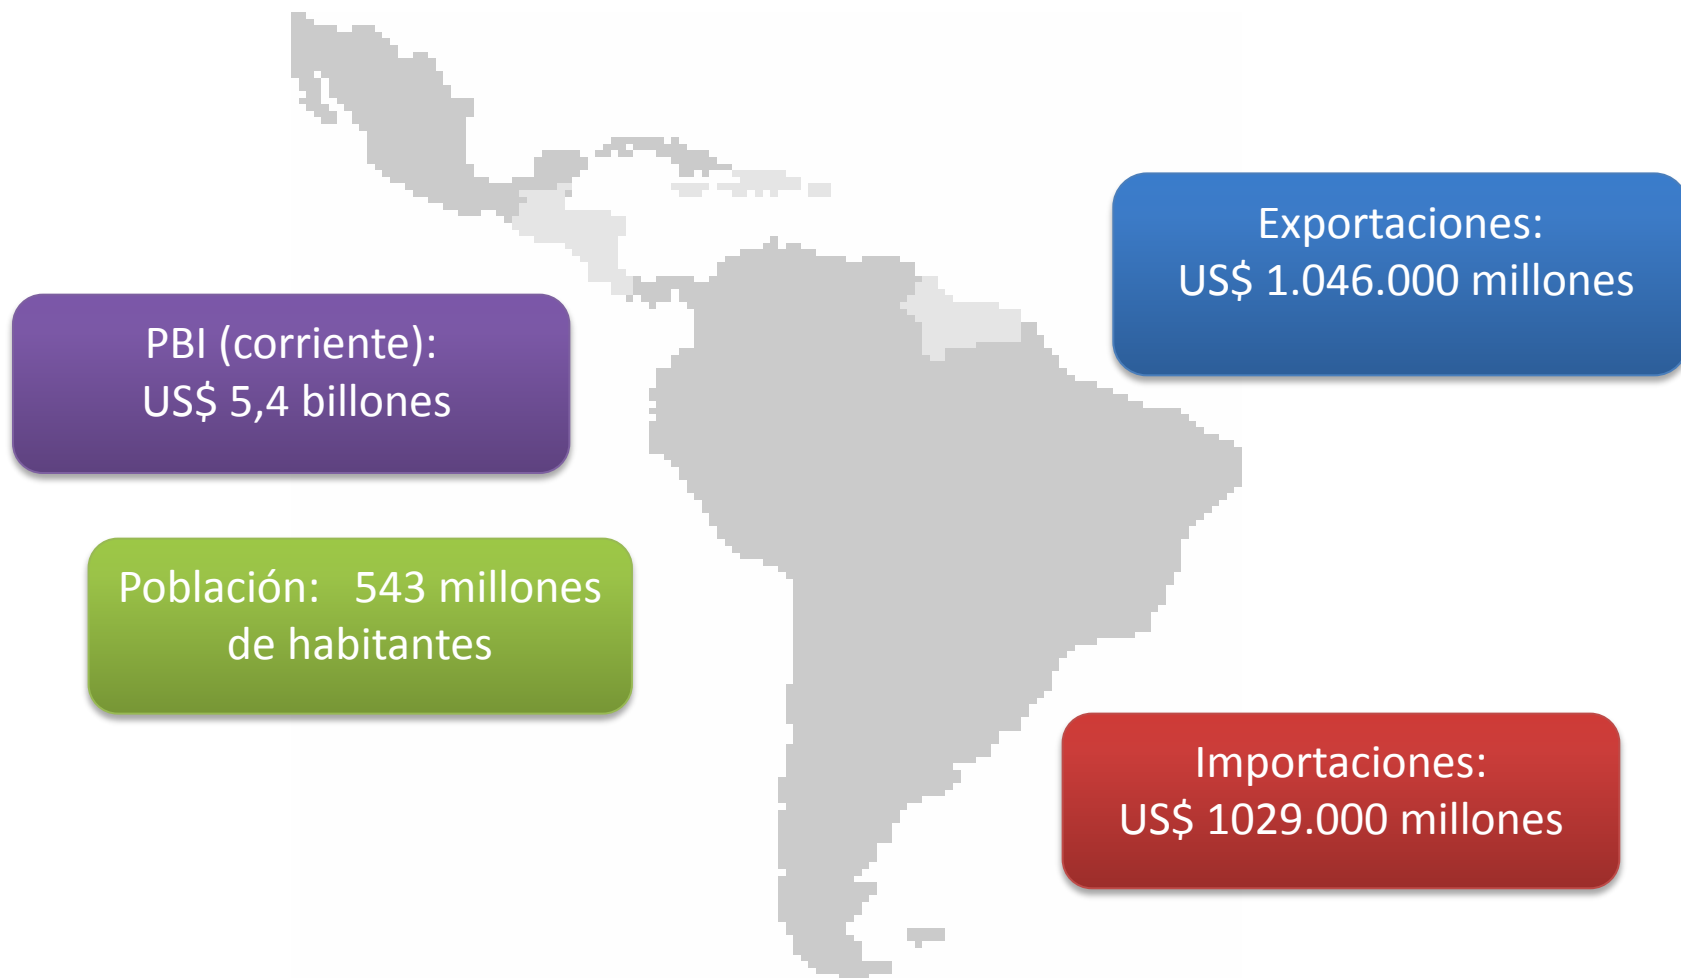 Exportaciones:
US$ 1.046.000 millones
PBI (corriente):
US$ 5,4 billones
Población: 543 millones
de habitantes
Importaciones:
US$ 1029.000 millones